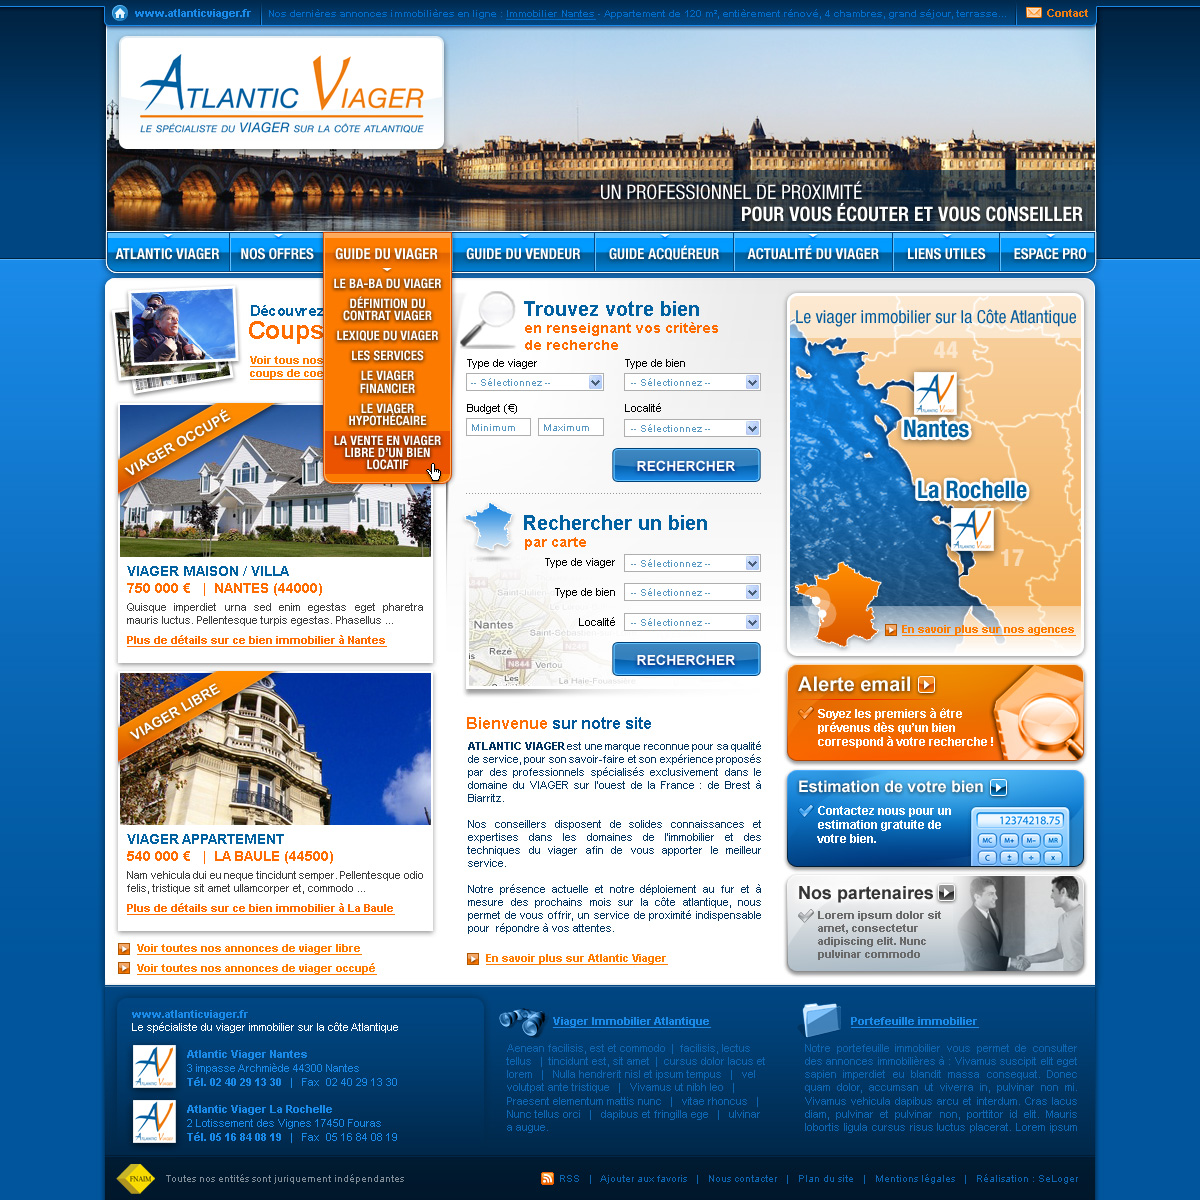 www.atlanticviager.fr
Nos dernières annonces immobilières en ligne : Immobilier Nantes - Appartement de 120 m², entièrement rénové, 4 chambres, grand séjour, terrasse...
Contact
ATLANTIC VIAGER
LE SPÉCIALISTE DU VIAGER SUR LA CÔTE ATLANTIQUE
UN PROFESSIONNEL DE PROXIMITÉ
POUR VOUS ÉCOUTER ET VOUS CONSEILLER
ATLANTIC VIAGER
NOS OFFRES
GUIDE DU VIAGER
GUIDE DU VENDEUR
GUIDE ACQUÉREUR
ACTUALITÉ DU VIAGER
LIENS UTILES
ESPACE PRO
LE BA-BA DU VIAGER
DÉFINITION DU
CONTRAT VIAGER
LEXIQUE DU VIAGER
LES SERVICES
LE VIAGER
FINANCIER
LE VIAGER
HYPOTHÉCAIRE
LA VENTE EN VIAGER
LIBRE D'UN BIEN
LOCATIF
Découvrez
Coups
Voir tous nos
coups de coe
VIAGER OCCUPÉ
VIAGER MAISON / VILLA
750 000 € | NANTES (44000)
Quisque imperdiet urna sed enim egestas eget pharetra
mauris luctus. Pellentesque turpis egestas. Phasellus ...
Plus de détails sur ce bien immobilier à Nantes
VIAGER LIBRE
VIAGER APPARTEMENT
540 000 € | LA BAULE (44500)
Nam vehicula dui eu neque tincidunt semper. Pellentesque odio
felis, tristique sit amet ullamcorper et, commodo ...
Plus de détails sur ce bien immobilier à La Baule
Voir toutes nos annonces de viager libre
Voir toutes nos annonces de viager occupé
Trouvez votre bien
en renseignant vos critères
de recherche
Type de viager
Type de bien
-- Sélectionnez --
-- Sélectionnez --
Budget (€)
Localité
Minimum
Maximum
-- Sélectionnez --
RECHERCHER
Rechercher un bien
par carte
Type de viager
-- Sélectionnez --
Type de bien
-- Sélectionnez --
Localité
-- Sélectionnez --
Nantes
Rezé
N844
Vertou
N249
Les
La Haie-Fouassière
RECHERCHER
Bienvenue sur notre site
ATLANTIC VIAGER est une marque reconnue pour sa qualité
de service, pour son savoir-faire et son expérience proposés
par des professionnels spécialisés exclusivement dans le
domaine du VIAGER sur l'ouest de la France : de Brest à
Biarritz.
Nos conseillers disposent de solides connaissances et
expertises dans les domaines de l'immobilier et des
techniques du viager afin de vous apporter le meilleur
service.
Notre présence actuelle et notre déploiement au fur et à
mesure des prochains mois sur la côte atlantique, nous
permet de vous offrir, un service de proximité indispensable
pour répondre à vos attentes.
En savoir plus sur Atlantic Viager
Le viager immobilier sur la Côte Atlantique
44
ATLANTIC VIAGER
Nantes
La Rochelle
ATLANTIC VIAGER
17
En savoir plus sur nos agences
Alerte email
Soyez les premiers à être
prévenus dès qu'un bien
correspond à votre recherche !
Estimation de votre bien
Contactez nous pour un
estimation gratuite de
votre bien.
12374218.75
MC M+ M- MR
C ± ÷ x
Nos partenaires
Lorem ipsum dolor sit
amet, consectetur
adipiscing elit. Nunc
pulvinar commodo
www.atlanticviager.fr
Le spécialiste du viager immobilier sur la côte Atlantique
ATLANTIC VIAGER
Atlantic Viager Nantes
3 impasse Archmiède 44300 Nantes
Tél. 02 40 29 13 30 | Fax 02 40 29 13 30
ATLANTIC VIAGER
Atlantic Viager La Rochelle
2 Lotissement des Vignes 17450 Fouras
Tél. 05 16 84 08 19 | Fax 05 16 84 08 19
Viager Immobilier Atlantique
Aenean facilisis, est et commodo | facilisis, lectus
tellus | tincidunt est, sit amet | cursus dolor lacus et
lorem | Nulla hendrerit nisl et ipsum tempus | vel
volutpat ante tristique | Vivamus ut nibh leo |
Praesent elementum mattis nunc | vitae rhoncus |
Nunc tellus orci | dapibus et fringilla ege | ulvinar
a augue.
Portefeuille immobilier
Notre portefeuille immobilier vous permet de consulter
des annonces immobilières à : Vivamus suscipit elit eget
sapien imperdiet eu blandit massa consequat. Donec
quam dolor, accumsan ut viverra in, pulvinar non mi.
Vivamus vehicula dapibus arcu et interdum. Cras lacus
diam, pulvinar et pulvinar non, porttitor id elit. Mauris
lobortis ligula cursus risus luctus placerat. Lorem ipsum
FNAIM
Toutes nos entités sont juriquement indépendantes
RSS | Ajouter aux favoris | Nous contacter | Plan du site | Mentions légales | Réalisation : SeLoger